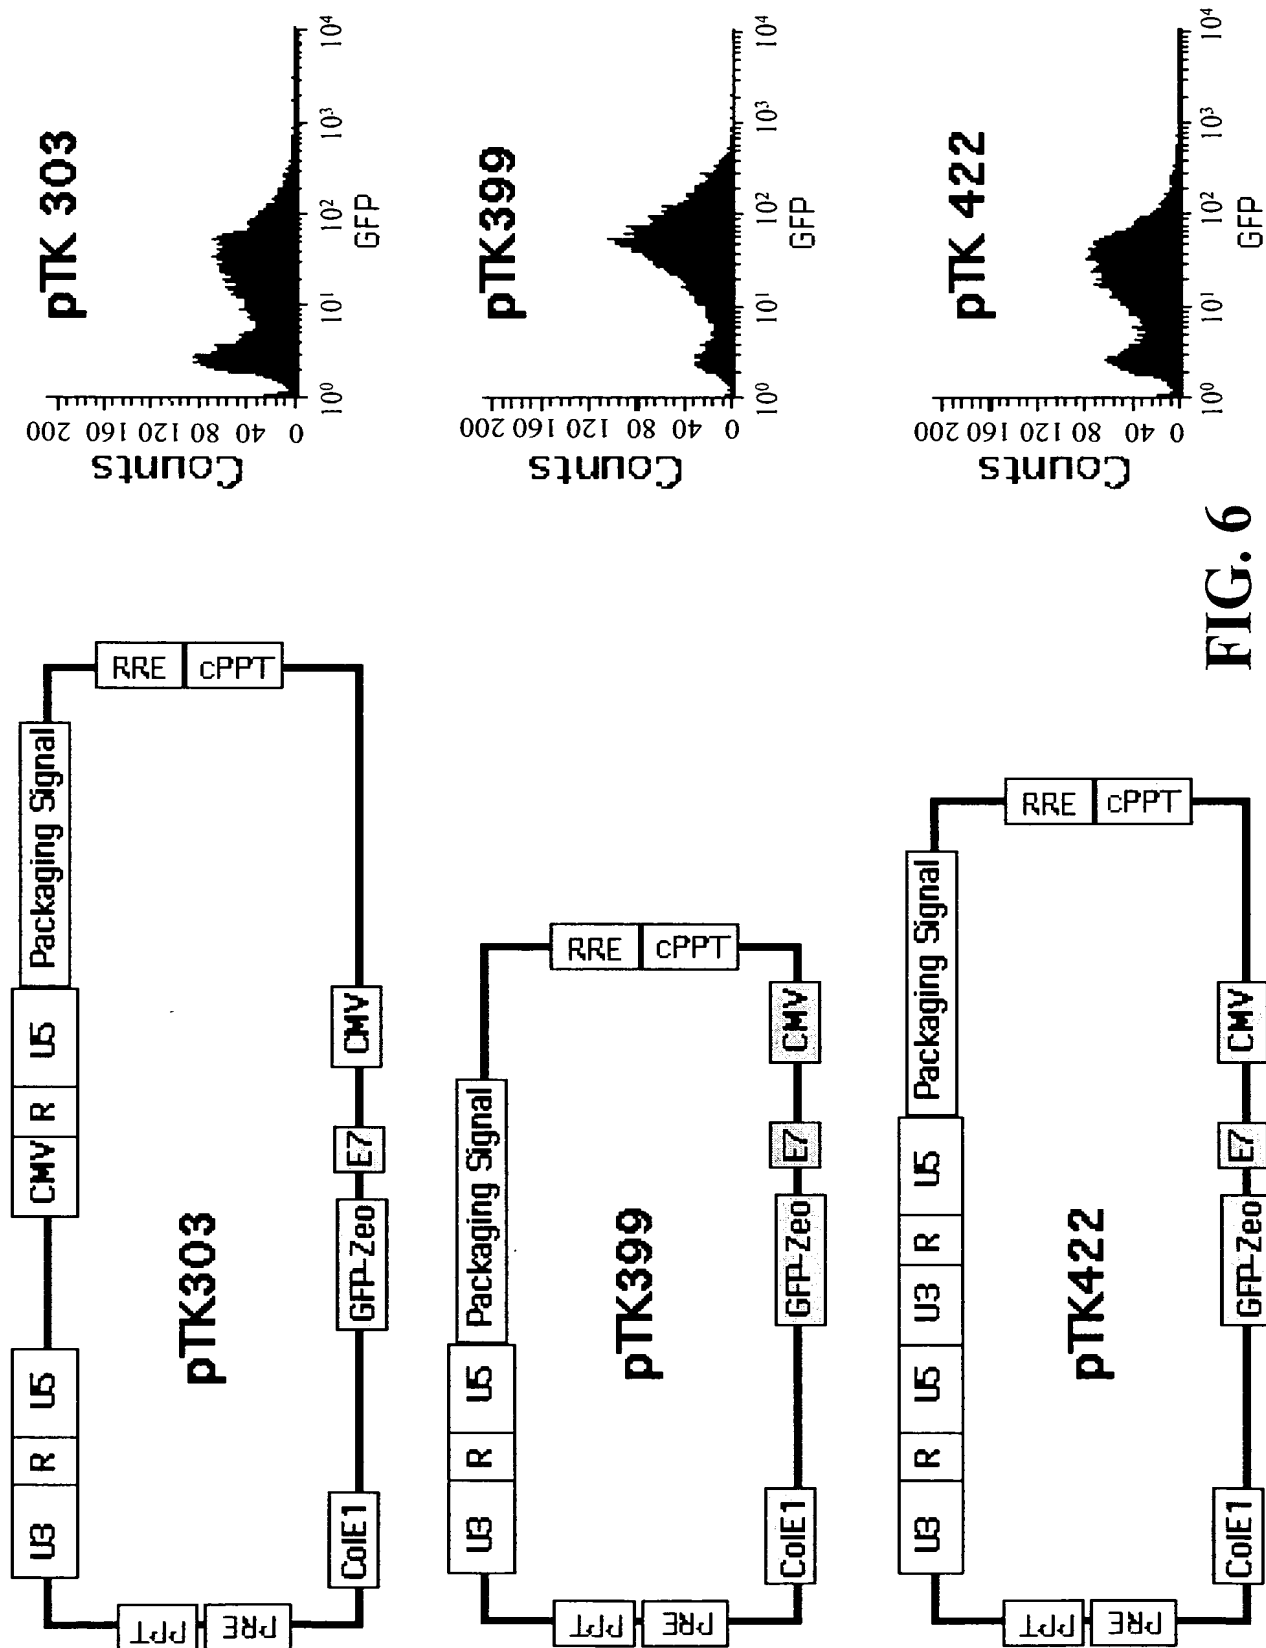 U3 R U5 CMV R U5 Packaging Signal
RRE
cPPT
CMV
E7
GFP-Zeo
ColE1
PRE
PPT
pTK303
pTK 303
Counts
200 160 120 80 40 0
10⁰ 10¹ 10² 10³ 10⁴
GFP
U3 R U5 Packaging Signal
RRE
cPPT
CMV
E7
GFP-Zeo
ColE1
PRE
PPT
pTK399
pTK399
Counts
200 160 120 80 40 0
10⁰ 10¹ 10² 10³ 10⁴
GFP
U3 R U5 U3 R U5 Packaging Signal
RRE
cPPT
CMV
E7
GFP-Zeo
ColE1
PRE
PPT
pTK422
pTK 422
Counts
200 160 120 80 40 0
10⁰ 10¹ 10² 10³ 10⁴
GFP
FIG. 6